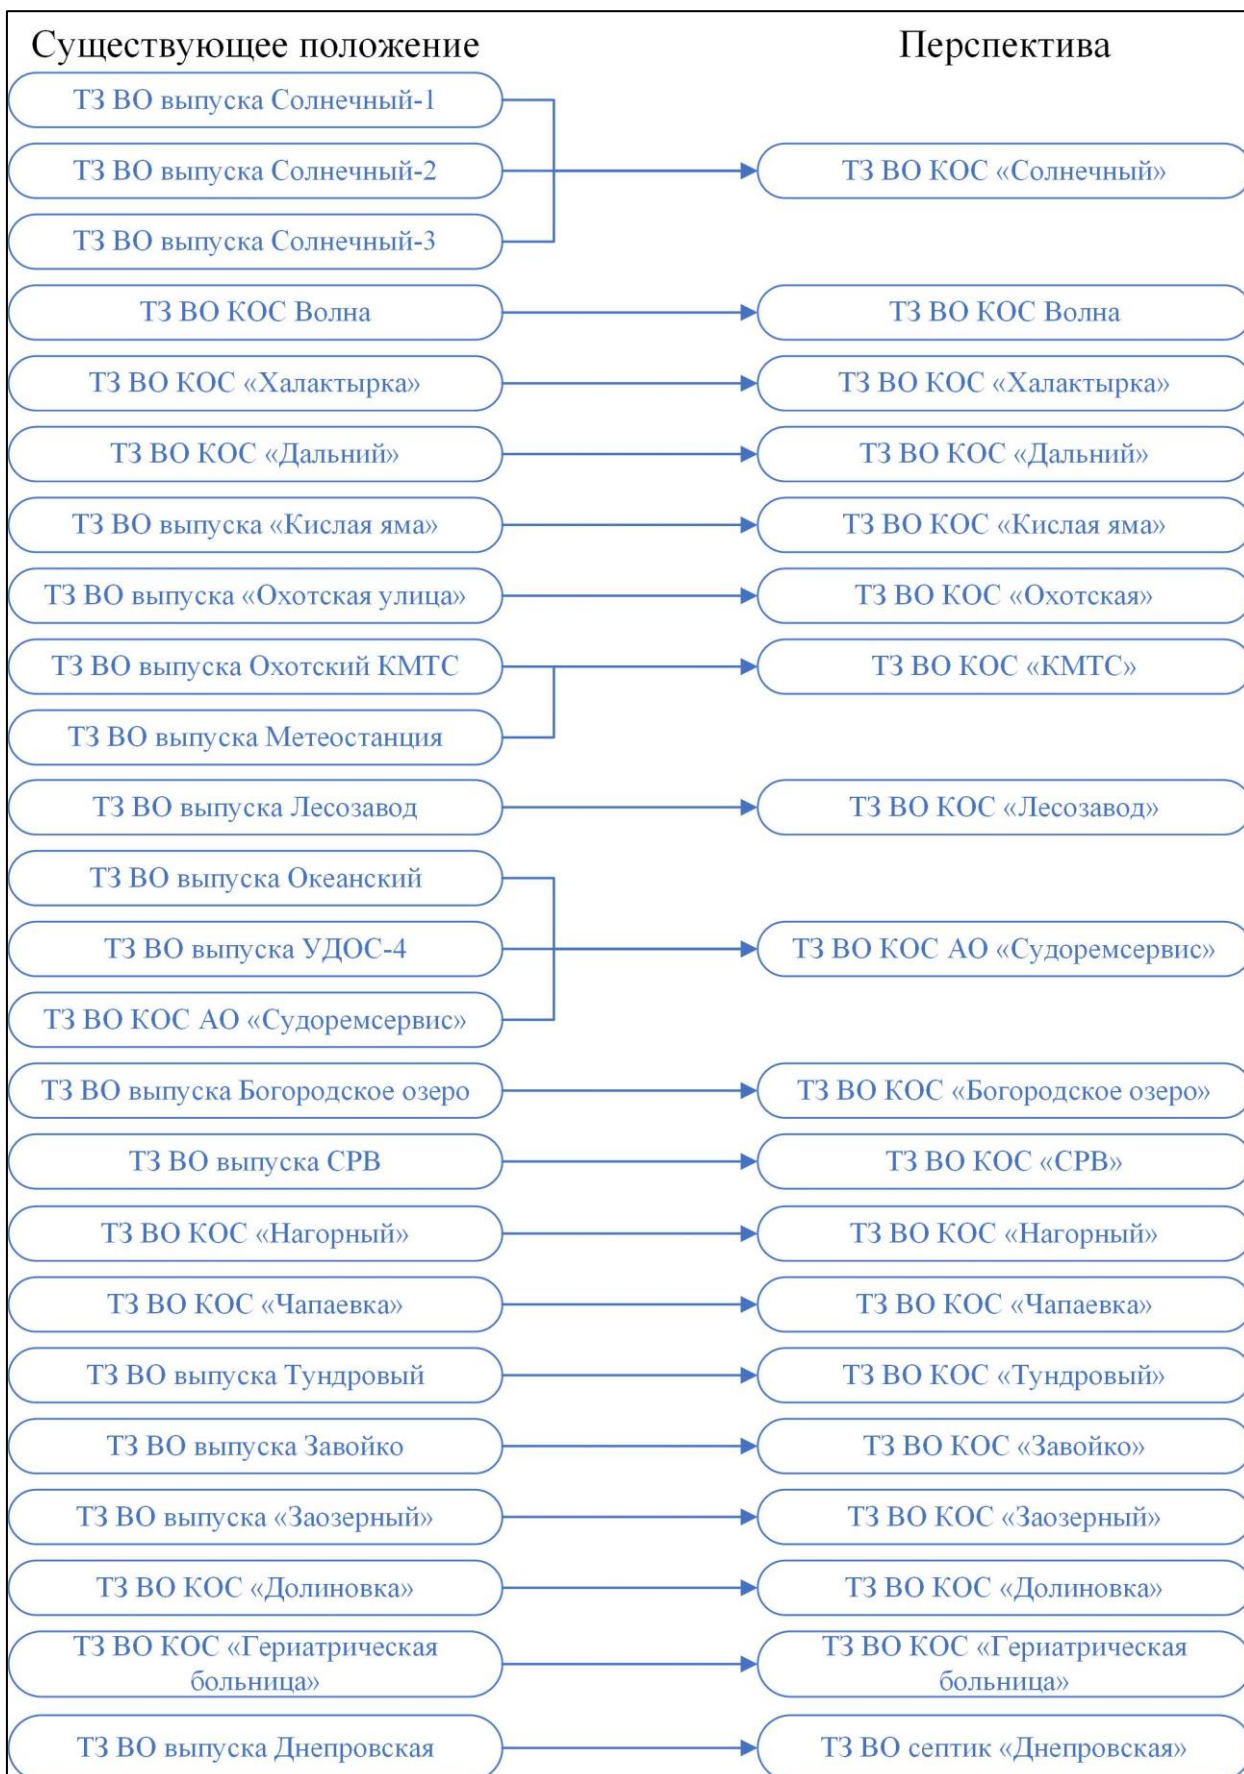 Существующее положение
Перспектива
ТЗ ВО выпуска Солнечный-1
ТЗ ВО выпуска Солнечный-2
ТЗ ВО КОС «Солнечный»
ТЗ ВО выпуска Солнечный-3
ТЗ ВО КОС Волна
ТЗ ВО КОС Волна
ТЗ ВО КОС «Халактырка»
ТЗ ВО КОС «Халактырка»
ТЗ ВО КОС «Дальний»
ТЗ ВО КОС «Дальний»
ТЗ ВО выпуска «Кислая яма»
ТЗ ВО КОС «Кислая яма»
ТЗ ВО выпуска «Охотская улица»
ТЗ ВО КОС «Охотская»
ТЗ ВО выпуска Охотский КМТС
ТЗ ВО КОС «КМТС»
ТЗ ВО выпуска Метеостанция
ТЗ ВО выпуска Лесозавод
ТЗ ВО КОС «Лесозавод»
ТЗ ВО выпуска Океанский
ТЗ ВО выпуска УДОС-4
ТЗ ВО КОС АО «Судоремсервис»
ТЗ ВО КОС АО «Судоремсервис»
ТЗ ВО выпуска Богородское озеро
ТЗ ВО КОС «Богородское озеро»
ТЗ ВО выпуска СРВ
ТЗ ВО КОС «СРВ»
ТЗ ВО КОС «Нагорный»
ТЗ ВО КОС «Нагорный»
ТЗ ВО КОС «Чапаевка»
ТЗ ВО КОС «Чапаевка»
ТЗ ВО выпуска Тундровый
ТЗ ВО КОС «Тундровый»
ТЗ ВО выпуска Завойко
ТЗ ВО КОС «Завойко»
ТЗ ВО выпуска «Заозерный»
ТЗ ВО КОС «Заозерный»
ТЗ ВО КОС «Долиновка»
ТЗ ВО КОС «Долиновка»
ТЗ ВО КОС «Гериатрическая
больница»
ТЗ ВО КОС «Гериатрическая
больница»
ТЗ ВО выпуска Днепровская
ТЗ ВО септик «Днепровская»